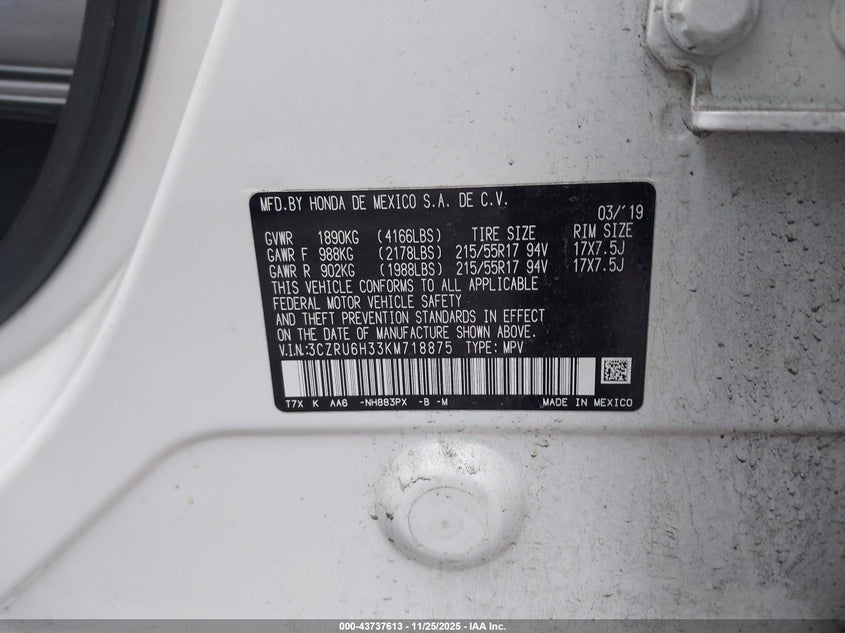 MFD.BY HONDA DE MEXICO S.A. DE C.V.
03/'19
GVWR 1890KG (4166LBS) TIRE SIZE RIM SIZE
GAWR F 988KG (2178LBS) 215/55R17 94V 17X7.5J
GAWR R 902KG (1988LBS) 215/55R17 94V 17X7.5J
THIS VEHICLE CONFORMS TO ALL APPLICABLE
FEDERAL MOTOR VEHICLE SAFETY
AND THEFT PREVENTION STANDARDS IN EFFECT
ON THE DATE OF MANUFACTURE SHOWN ABOVE.
V.I.N:3CZRU6H33KM718875 TYPE: MPV
T7X K AA6 -NH883PX -B -M MADE IN MEXICO
000-43737613 - 11/25/2025 - IAA Inc.